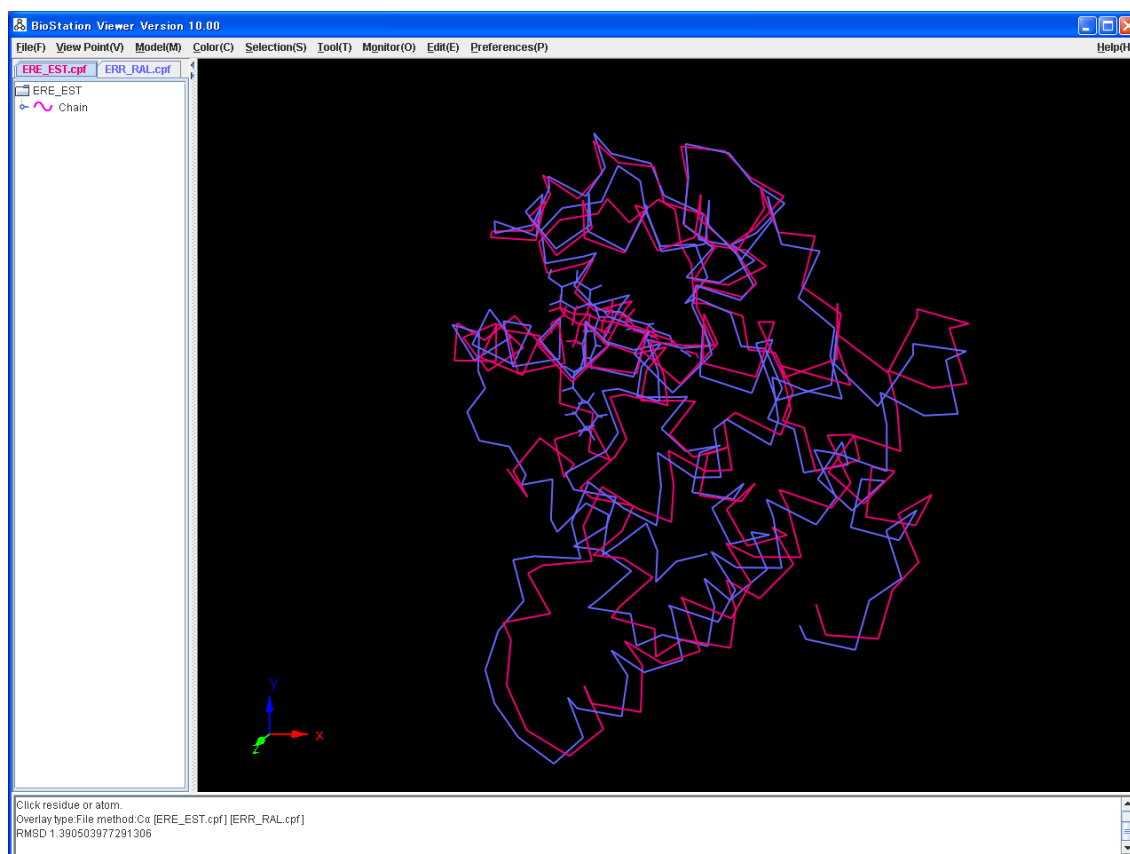 BioStation Viewer Version 10.00
File(F) View Point(V) Model(M) Color(C) Selection(S) Tool(T) Monitor(O) Edit(E) Preferences(P) Help(H
ERE_EST.cpf ERR_RAL.cpf
ERE_EST
Chain
y
x
z
Click residue or atom.
Overlay type:File method:Cα [ERE_EST.cpf] [ERR_RAL.cpf]
RMSD 1.390503977291306